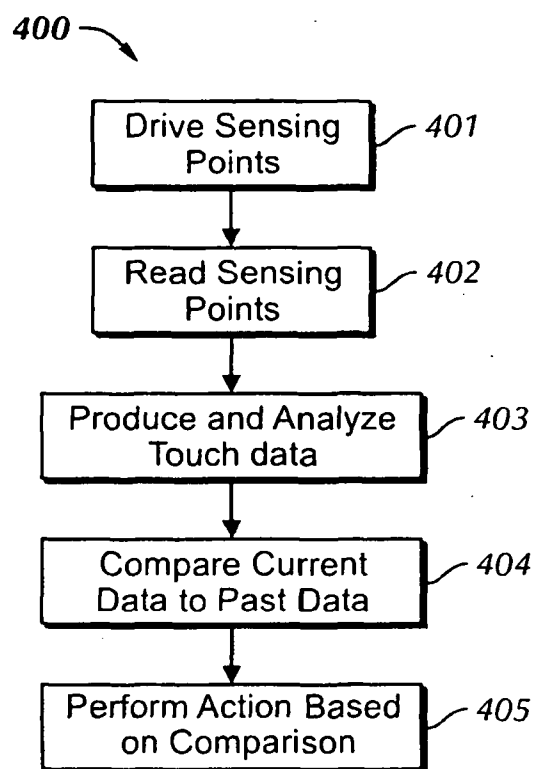 400
Drive Sensing
Points
401
Read Sensing
Points
402
Produce and Analyze
Touch data
403
Compare Current
Data to Past Data
404
Perform Action Based
on Comparison
405